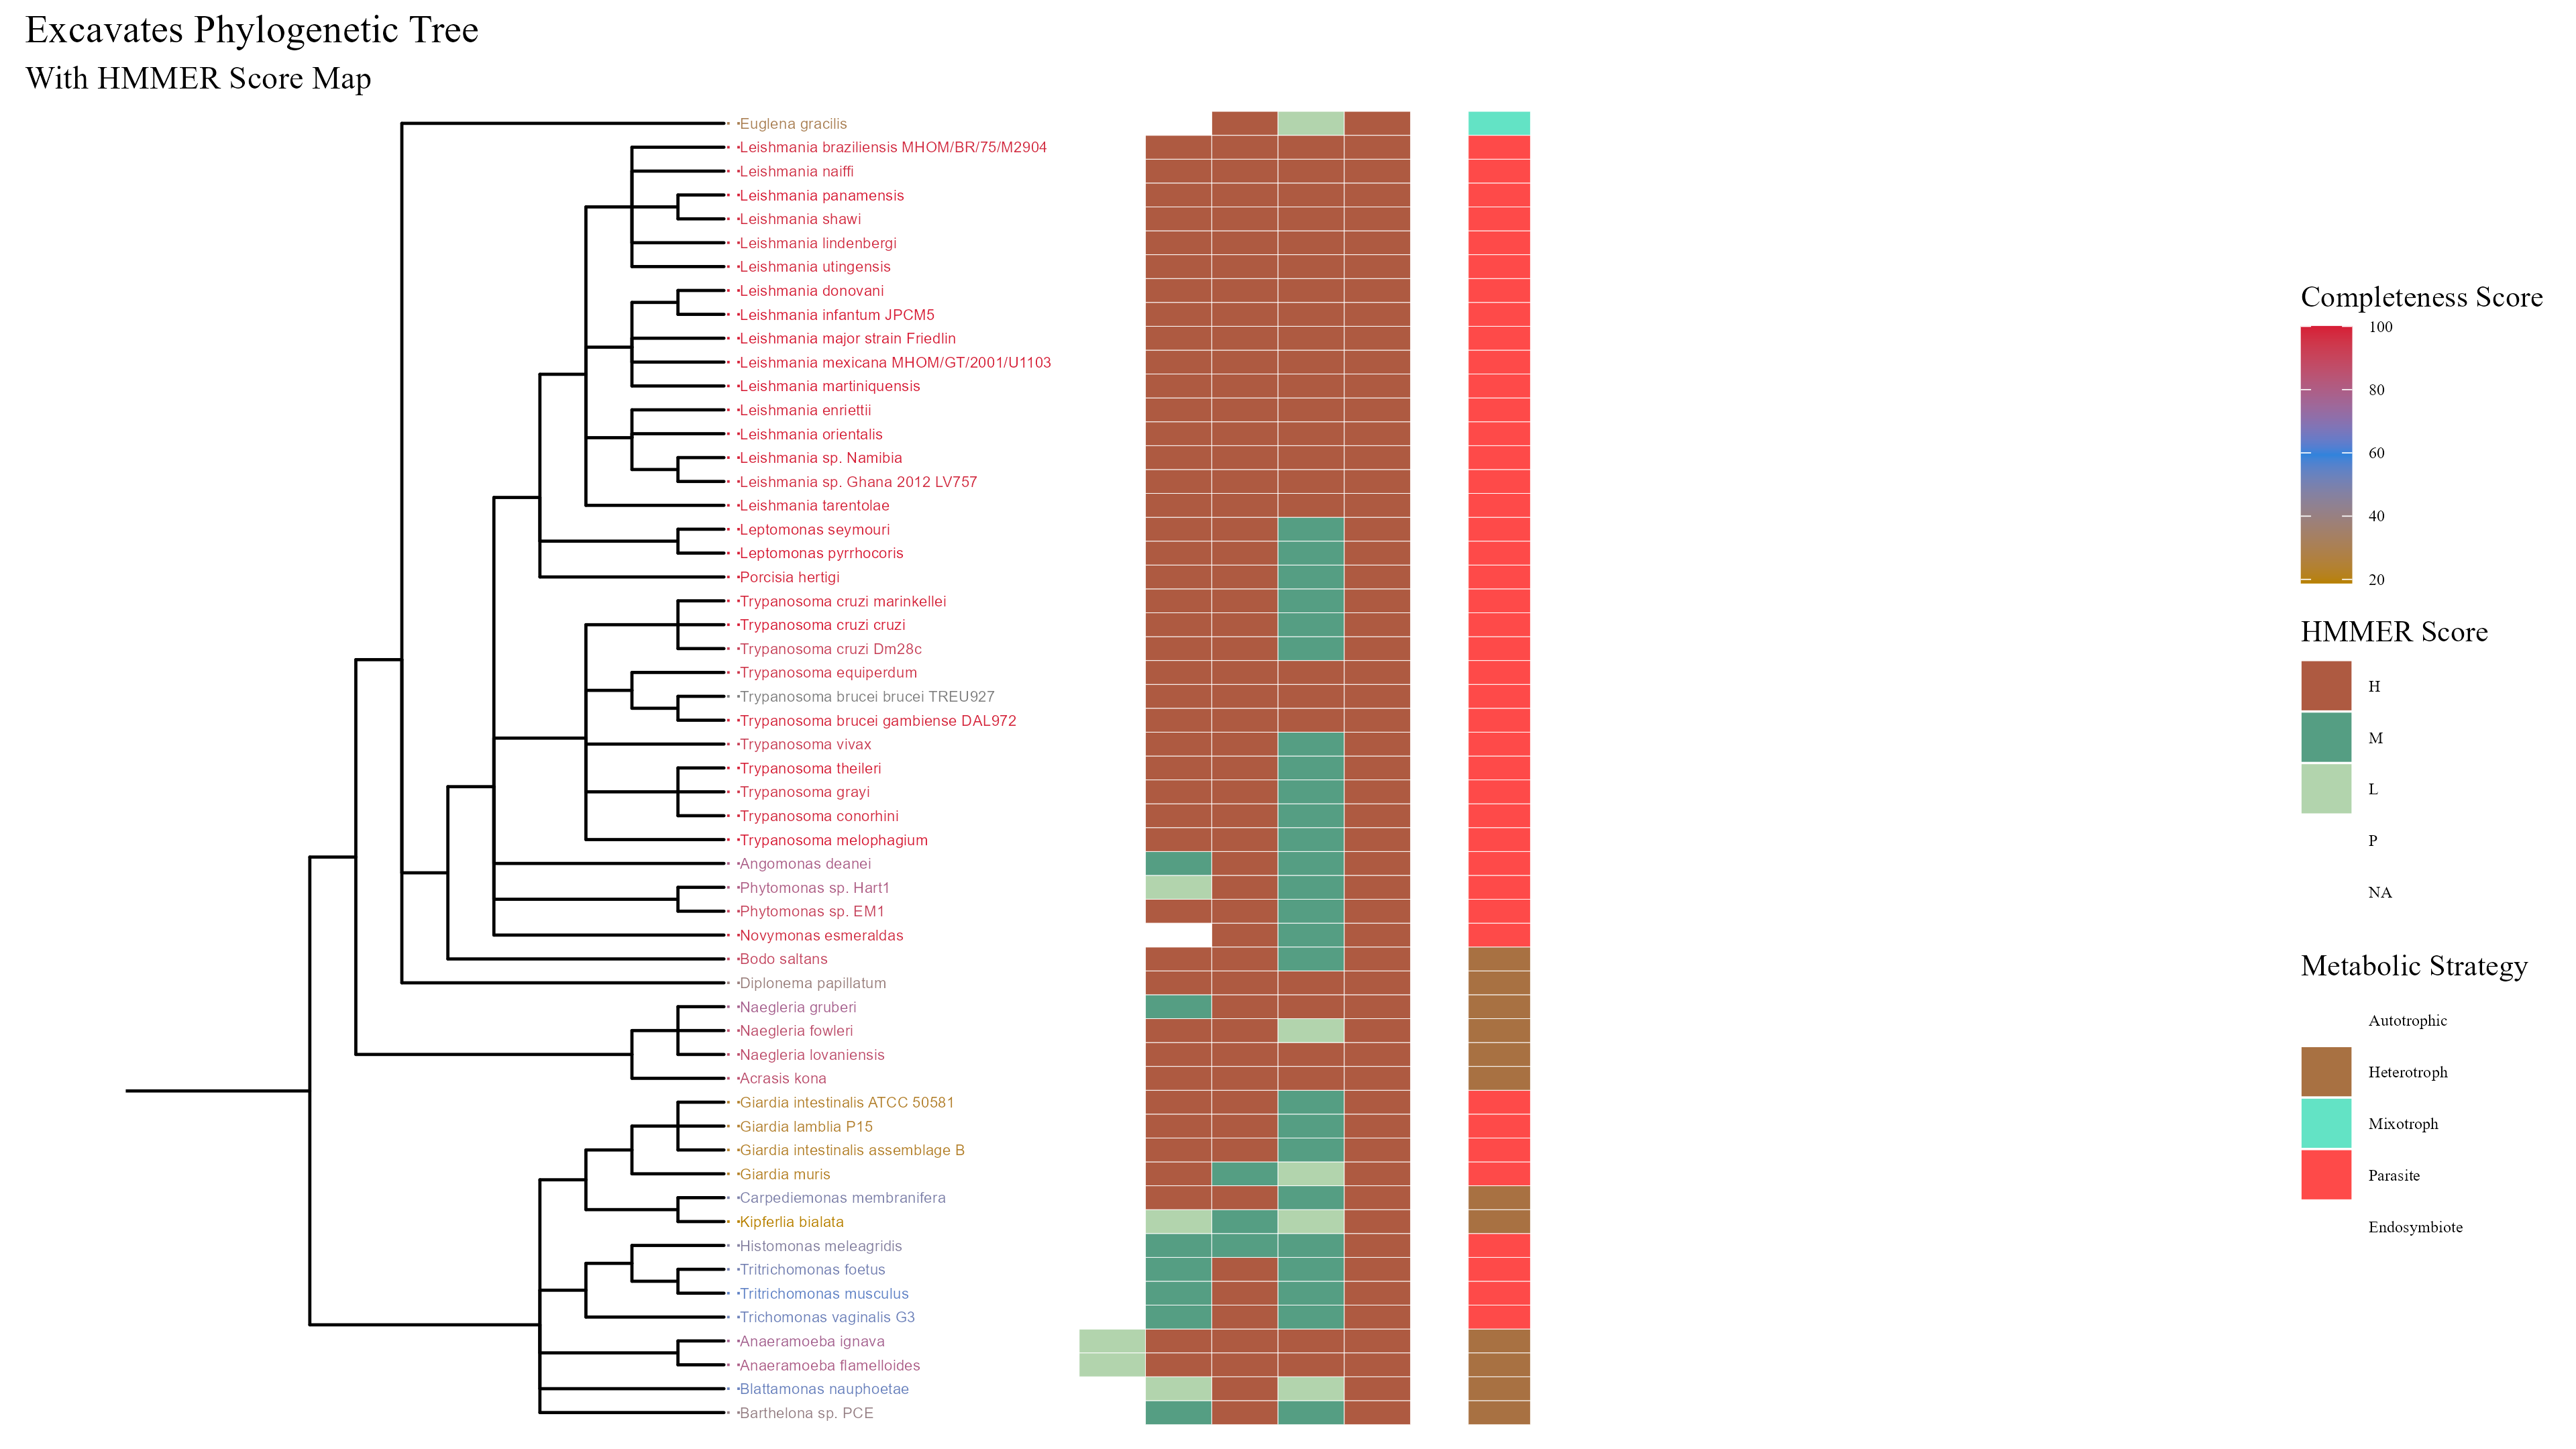 Excavates Phylogenetic Tree
With HMMER Score Map
Euglena gracilis
Leishmania braziliensis MHOM/BR/75/M2904
Leishmania naiffi
Leishmania panamensis
Leishmania shawi
Leishmania lindenbergi
Leishmania utingensis
Leishmania donovani
Leishmania infantum JPCM5
Leishmania major strain Friedlin
Leishmania mexicana MHOM/GT/2001/U1103
Leishmania martiniquensis
Leishmania enriettii
Leishmania orientalis
Leishmania sp. Namibia
Leishmania sp. Ghana 2012 LV757
Leishmania tarentolae
Leptomonas seymouri
Leptomonas pyrrhocoris
Porcisia hertigi
Trypanosoma cruzi marinkellei
Trypanosoma cruzi cruzi
Trypanosoma cruzi Dm28c
Trypanosoma equiperdum
Trypanosoma brucei brucei TREU927
Trypanosoma brucei gambiense DAL972
Trypanosoma vivax
Trypanosoma theileri
Trypanosoma grayi
Trypanosoma conorhini
Trypanosoma melophagium
Angomonas deanei
Phytomonas sp. Hart1
Phytomonas sp. EM1
Novymonas esmeraldas
Bodo saltans
Diplonema papillatum
Naegleria gruberi
Naegleria fowleri
Naegleria lovaniensis
Acrasis kona
Giardia intestinalis ATCC 50581
Giardia lamblia P15
Giardia intestinalis assemblage B
Giardia muris
Carpediemonas membranifera
Kipferlia bialata
Histomonas meleagridis
Tritrichomonas foetus
Tritrichomonas musculus
Trichomonas vaginalis G3
Anaeramoeba ignava
Anaeramoeba flamelloides
Blattamonas nauphoetae
Barthelona sp. PCE
Completeness Score
100
80
60
40
20
HMMER Score
H
M
L
P
NA
Metabolic Strategy
Autotrophic
Heterotroph
Mixotroph
Parasite
Endosymbiote